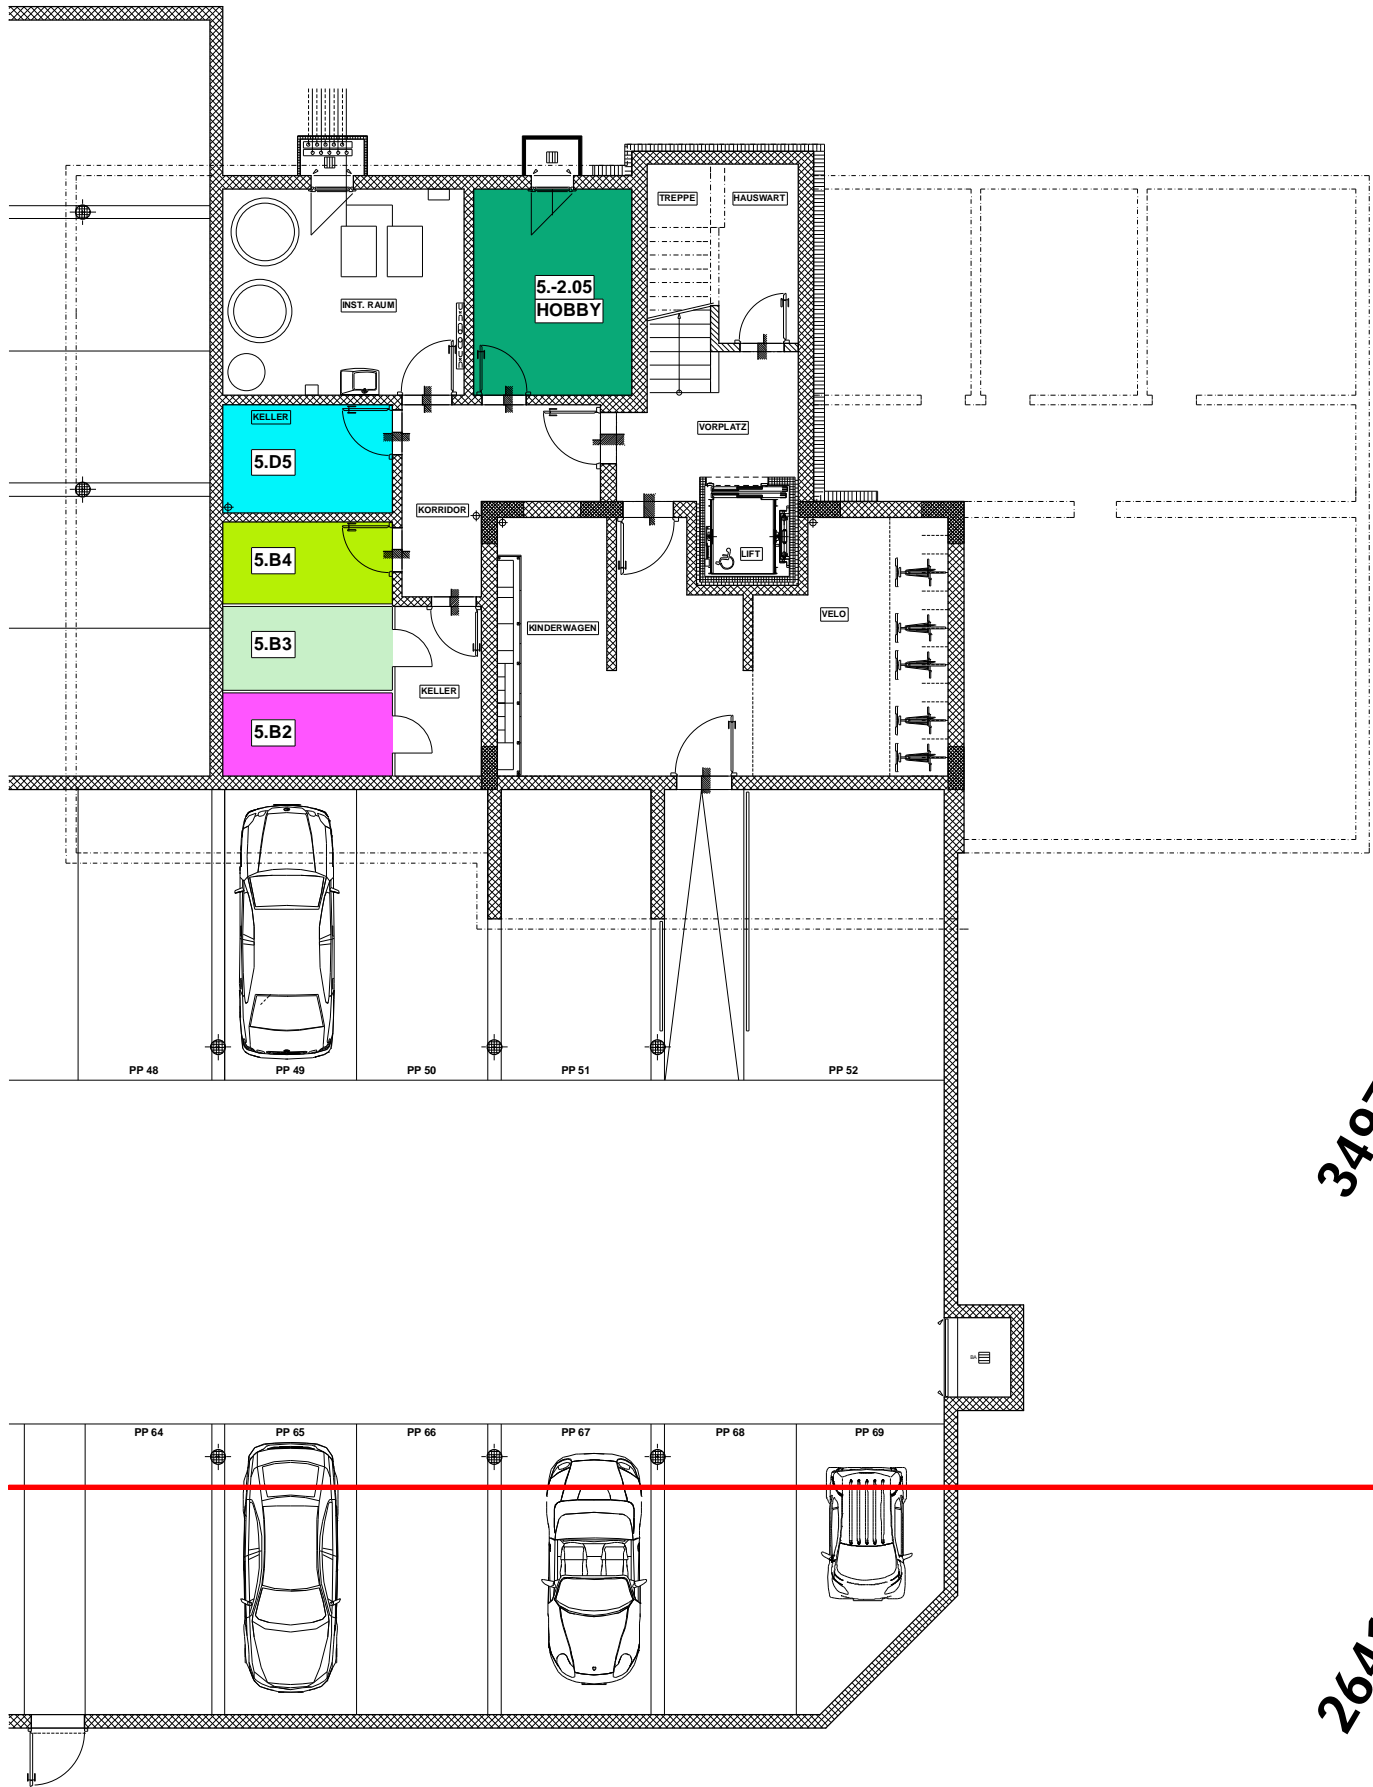 TREPPE
HAUSWART
5.-2.05
HOBBY
INST. RAUM
KELLER
VORPLATZ
5.D5
KORRIDOR
LIFT
5.B4
VELO
KINDERWAGEN
5.B3
KELLER
5.B2
PP 48
PP 49
PP 50
PP 51
PP 52
PP 64
PP 65
PP 66
PP 67
PP 68
PP 69